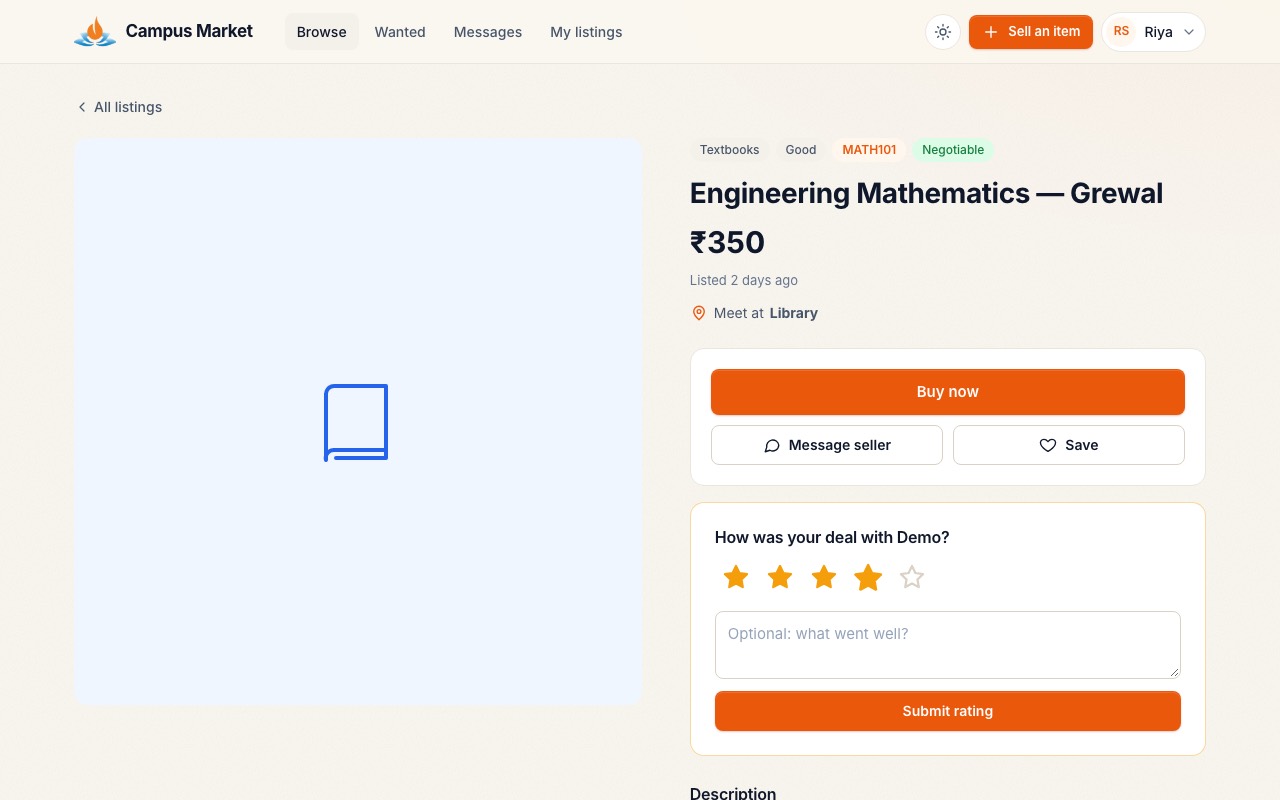 Campus Market
Browse
Wanted
Messages
My listings
Sell an item
RS
Riya
All listings
Textbooks
Good
MATH101
Negotiable
Engineering Mathematics — Grewal
₹350
Listed 2 days ago
Meet at Library
Buy now
Message seller
Save
How was your deal with Demo?
Optional: what went well?
Submit rating
Description